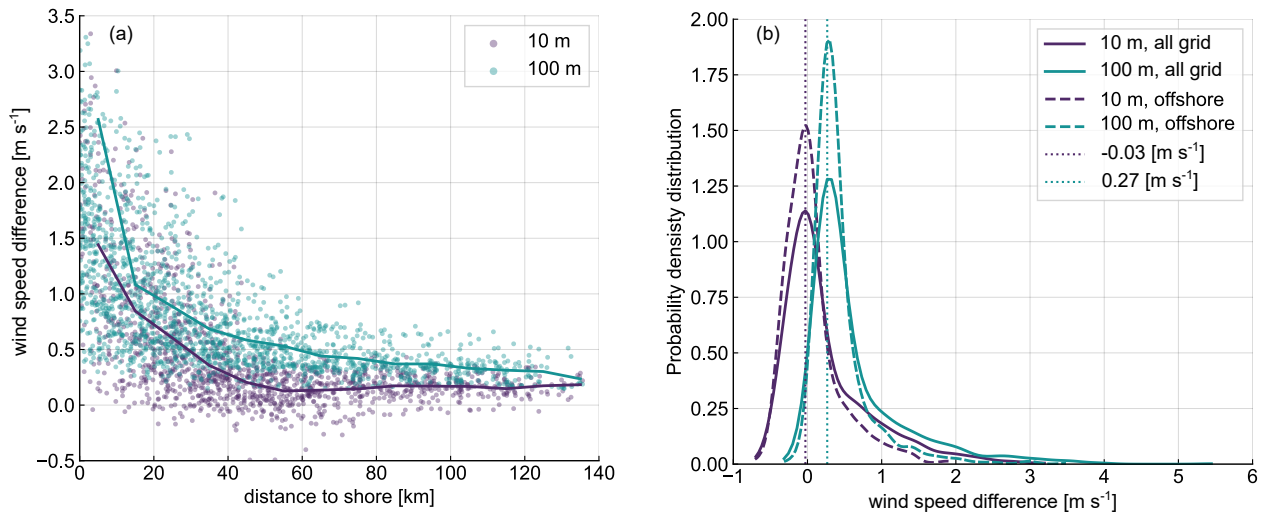 (a)
10 m
100 m
3.5
3.0
2.5
2.0
1.5
1.0
0.5
0.0
−0.5
wind speed difference [m s⁻¹]
0 20 40 60 80 100 120 140
distance to shore [km]
(b)
10 m, all grid
100 m, all grid
10 m, offshore
100 m, offshore
-0.03 [m s⁻¹]
0.27 [m s⁻¹]
2.00
1.75
1.50
1.25
1.00
0.75
0.50
0.25
0.00
Probability densisty distribution
−1 0 1 2 3 4 5 6
wind speed difference [m s⁻¹]